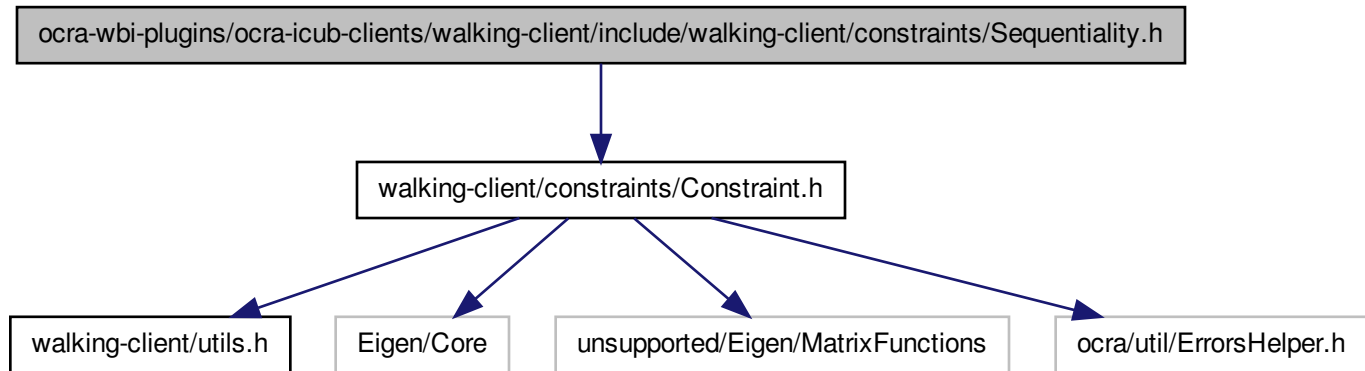 ocra-wbi-plugins/ocra-icub-clients/walking-client/include/walking-client/constraints/Sequentiality.h
walking-client/constraints/Constraint.h
walking-client/utils.h
Eigen/Core
unsupported/Eigen/MatrixFunctions
ocra/util/ErrorsHelper.h